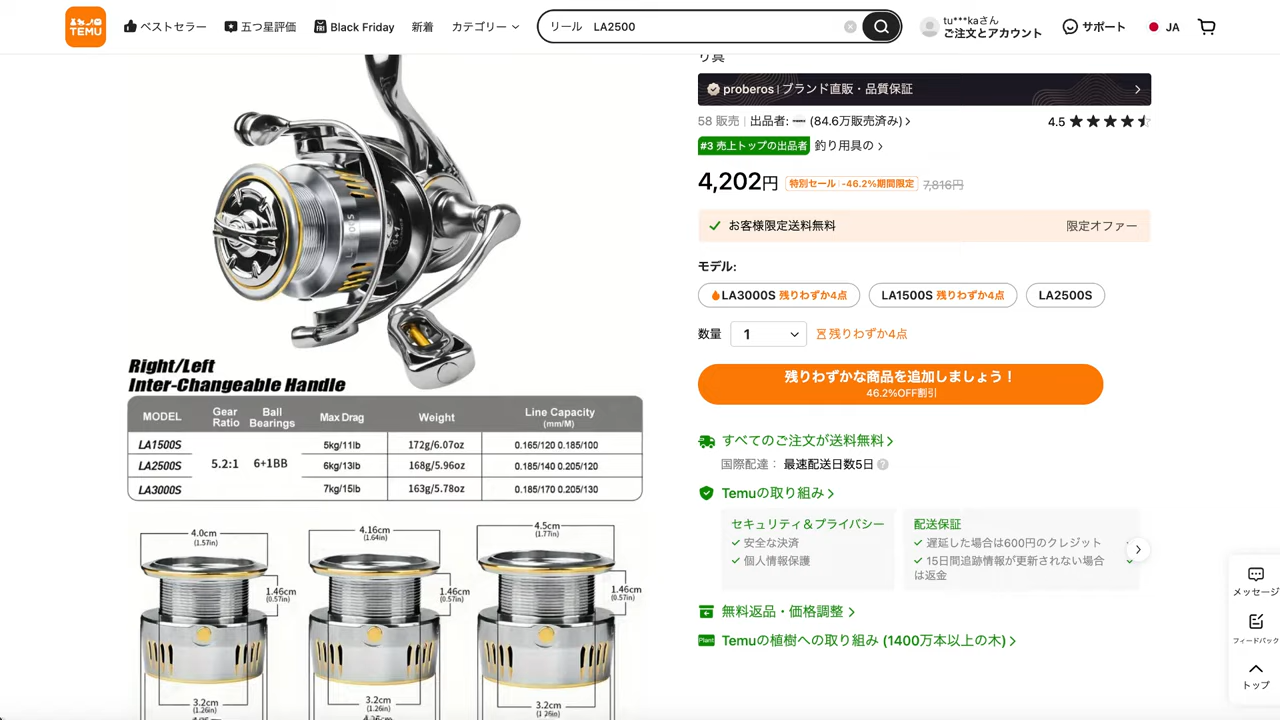 TEMU
ベストセラー
五つ星評価
Black Friday
新着
カテゴリー
リール LA2500
tu***kaさん
ご注文とアカウント
サポート
JA
り具
proberos | ブランド直販・品質保証
58 販売 | 出品者: (84.6万販売済み)
4.5
#3 売上トップの出品者 釣り用具の
4,202円 特別セール -46.2%期間限定 7,816円
お客様限定送料無料 限定オファー
モデル:
LA3000S 残りわずか4点
LA1500S 残りわずか4点
LA2500S
数量 1 残りわずか4点
残りわずかな商品を追加しましょう！
46.2%OFF割引
すべてのご注文が送料無料
国際配達： 最速配送日数5日 ?
Temuの取り組み
セキュリティ＆プライバシー
安全な決済
個人情報保護
配送保証
遅延した場合は600円のクレジット
15日間追跡情報が更新されない場合
は返金
無料返品・価格調整
Plant Temuの植樹への取り組み (1400万本以上の木)
メッセージ
フィードバック
トップ
Right/Left
Inter-Changeable Handle
MODEL Gear Ratio Ball Bearings Max Drag Weight Line Capacity (mm/M)
LA1500S 5kg/11lb 172g/6.07oz 0.165/120 0.185/100
LA2500S 5.2:1 6+1BB 6kg/13lb 168g/5.96oz 0.185/140 0.205/120
LA3000S 7kg/15lb 163g/5.78oz 0.185/170 0.205/130
4.0cm
(1.57in)
1.46cm
(0.57in)
3.2cm
(1.26in)
4.16cm
(1.64in)
1.46cm
(0.57in)
3.2cm
(1.26in)
4.5cm
(1.77in)
1.46cm
(0.57in)
3.2cm
(1.26in)